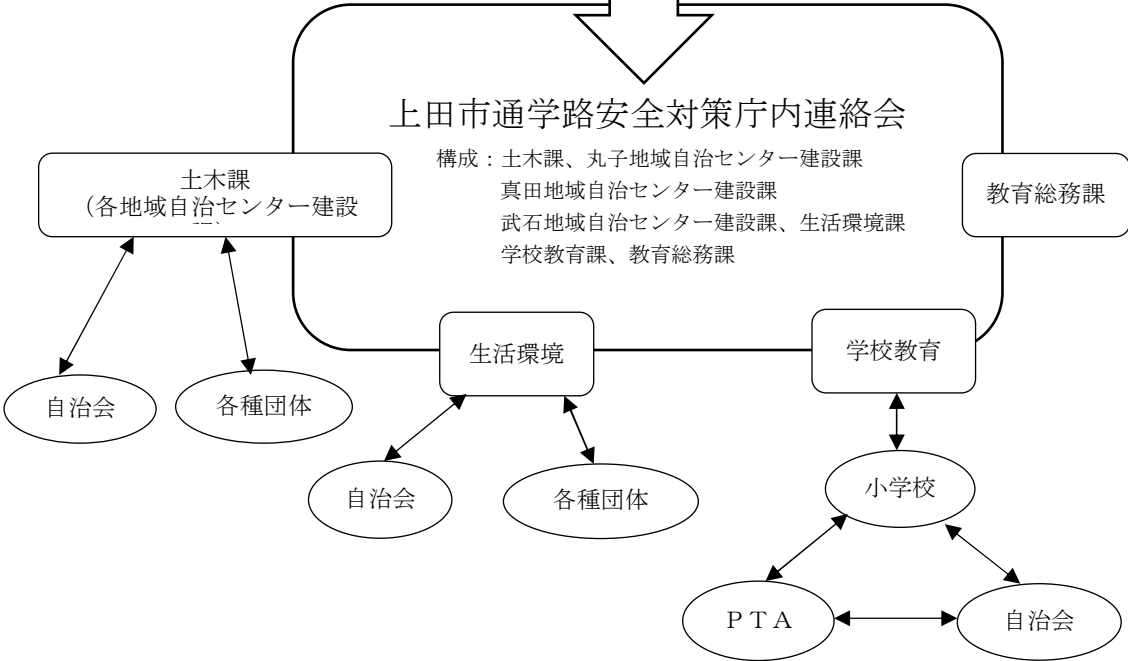 上田市通学路安全対策庁内連絡会
構成：土木課、丸子地域自治センター建設課
真田地域自治センター建設課
武石地域自治センター建設課、生活環境課
学校教育課、教育総務課
土木課
（各地域自治センター建設
教育総務課
生活環境
学校教育
自治会
各種団体
自治会
各種団体
小学校
ＰＴＡ
自治会